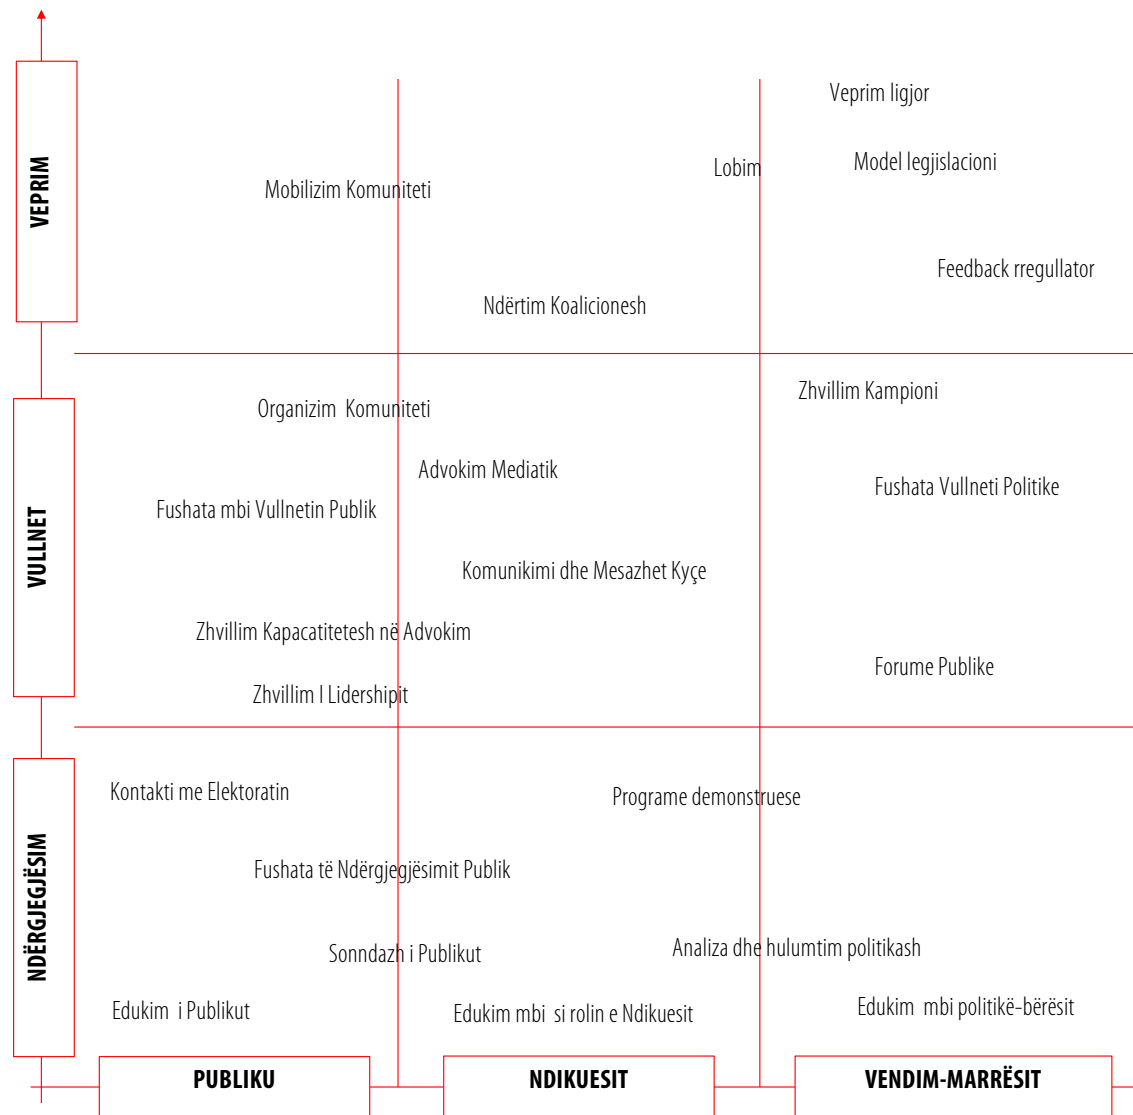 Veprim ligjor
VEPRIM
Mobilizim Komuniteti
Lobim
Model legjislacioni
Feedback rregullator
Ndërtim Koalicionesh
VULLNET
Organizim  Komuniteti
Zhvillim Kampioni
Advokim Mediatik
Fushata mbi Vullnetin Publik
Fushata Vullneti Politike
Komunikimi dhe Mesazhet Kyçe
Zhvillim Kapacatitetesh në Advokim
Forume Publike
Zhvillim I Lidershipit
NDËRGJEGJËSIM
Kontakti me Elektoratin
Programe demonstruese
Fushata të Ndërgjegjësimit Publik
Sonndazh i Publikut
Analiza dhe hulumtim politikash
Edukim  i Publikut
Edukim mbi  si rolin e Ndikuesit
Edukim  mbi politikë-bërësit
PUBLIKU
NDIKUESIT
VENDIM-MARRËSIT